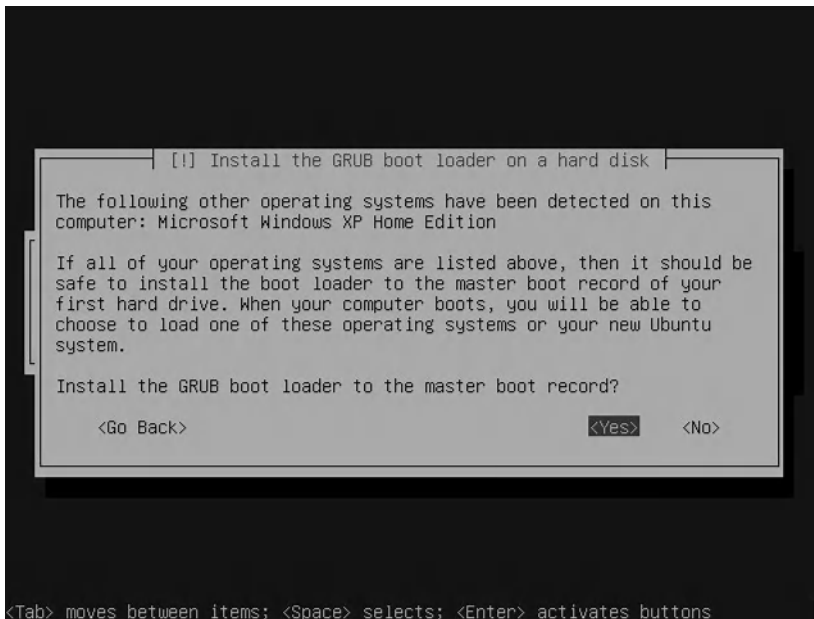 [!] Install the GRUB boot loader on a hard disk
The following other operating systems have been detected on this
computer: Microsoft Windows XP Home Edition
If all of your operating systems are listed above, then it should be
safe to install the boot loader to the master boot record of your
first hard drive. When your computer boots, you will be able to
choose to load one of these operating systems or your new Ubuntu
system.
Install the GRUB boot loader to the master boot record?
<Go Back> <Yes> <No>
<Tab> moves between items; <Space> selects; <Enter> activates buttons